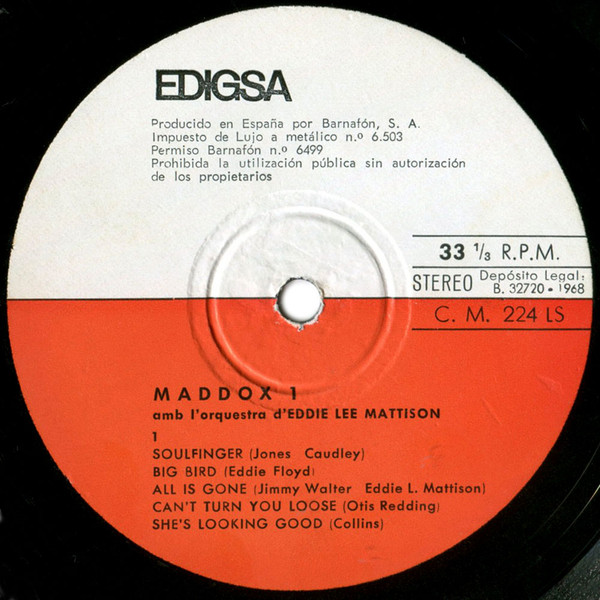 EDIGSA
Producido en España por Barnafón, S. A.
Impuesto de Lujo a metálico n.º 6.503
Permiso Barnafón n.º 6499
Prohibida la utilización pública sin autorización
de los propietarios
33 1/3 R.P.M.
STEREO Depósito Legal:
B. 32720 - 1968
C. M. 224 LS
MADDOX 1
amb l'orquestra d'EDDIE LEE MATTISON
1
SOULFINGER (Jones Caudley)
BIG BIRD (Eddie Floyd)
ALL IS GONE (Jimmy Walter Eddie L. Mattison)
CAN'T TURN YOU LOOSE (Otis Redding)
SHE'S LOOKING GOOD (Collins)